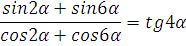 (sin2α + sin6α)/(cos2α + cos6α) = tg4α